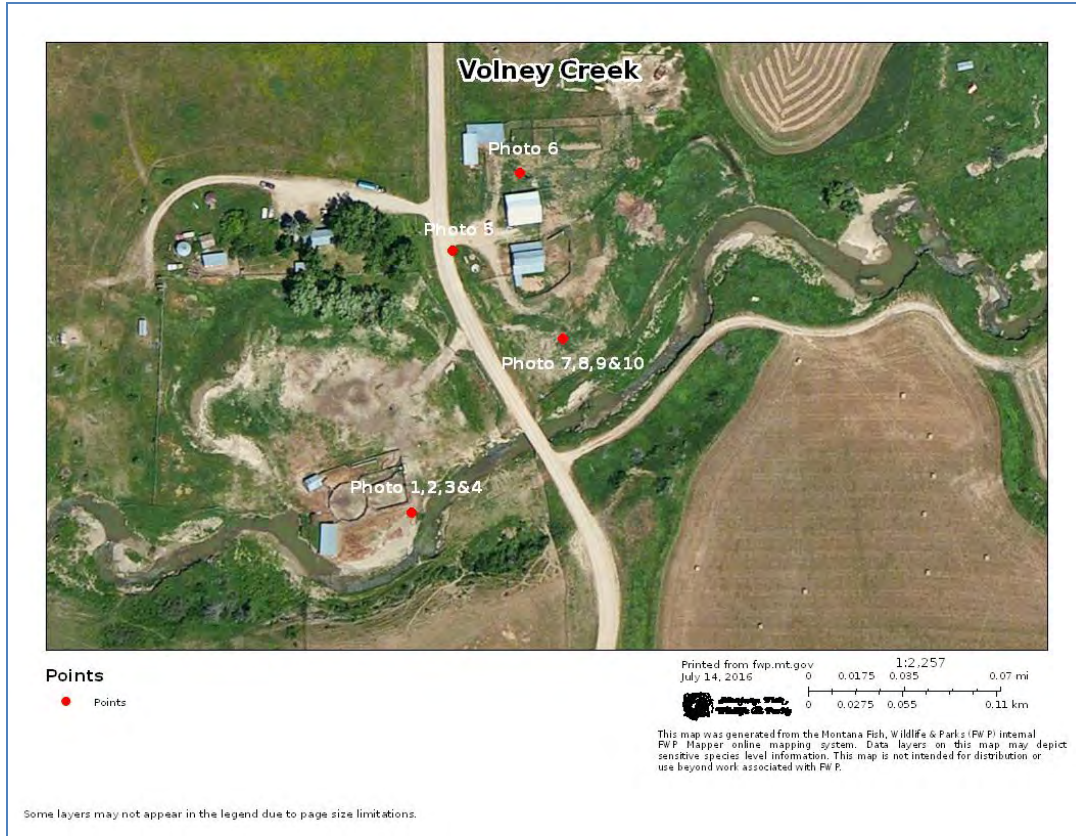 Volney Creek
Photo 6
Photo 5
Photo 7,8,9&10
Photo 1,2,3&4
Points
Points
Printed from fwp.mt.gov
July 14, 2016
1:2,257
0 0.0175 0.035 0.07 mi
0 0.0275 0.055 0.11 km
This map was generated from the Montana Fish, Wildlife & Parks (FWP) internal
FWP Mapper online mapping system. Data layers on this map may depict
sensitive species level information. This map is not intended for distribution or
use beyond work associated with FWP.
Some layers may not appear in the legend due to page size limitations.